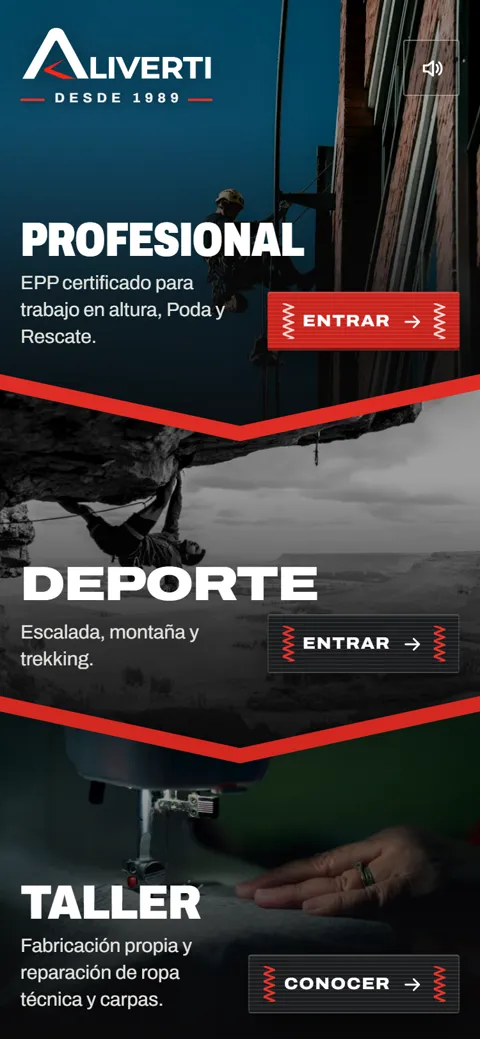 ALIVERTI
DESDE 1989
PROFESIONAL
EPP certificado para
trabajo en altura, Poda y
Rescate.
ENTRAR →
DEPORTE
Escalada, montaña y
trekking.
ENTRAR →
TALLER
Fabricación propia y
reparación de ropa
técnica y carpas.
CONOCER →